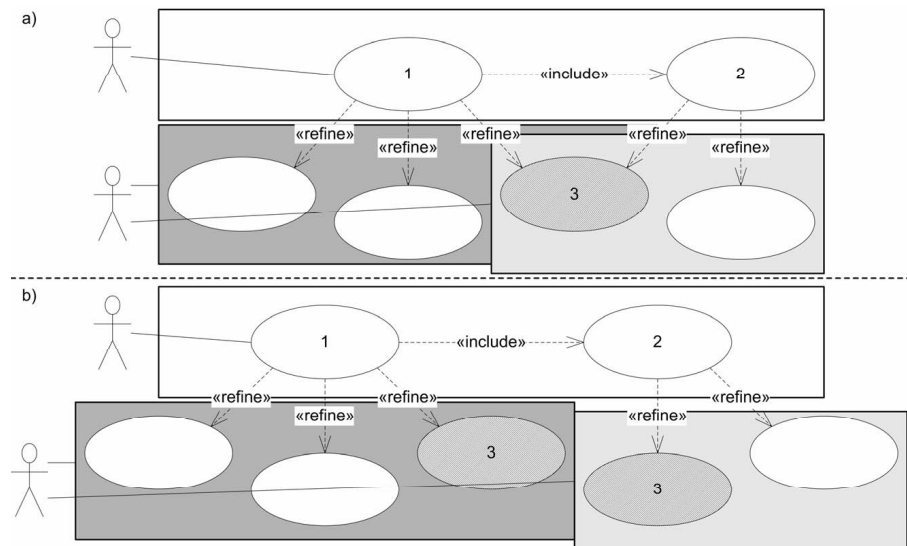 a)
1
«include»
2
«refine»
«refine»
«refine»
«refine»
«refine»
3
b)
1
«include»
2
«refine»
«refine»
«refine»
«refine»
«refine»
3
3